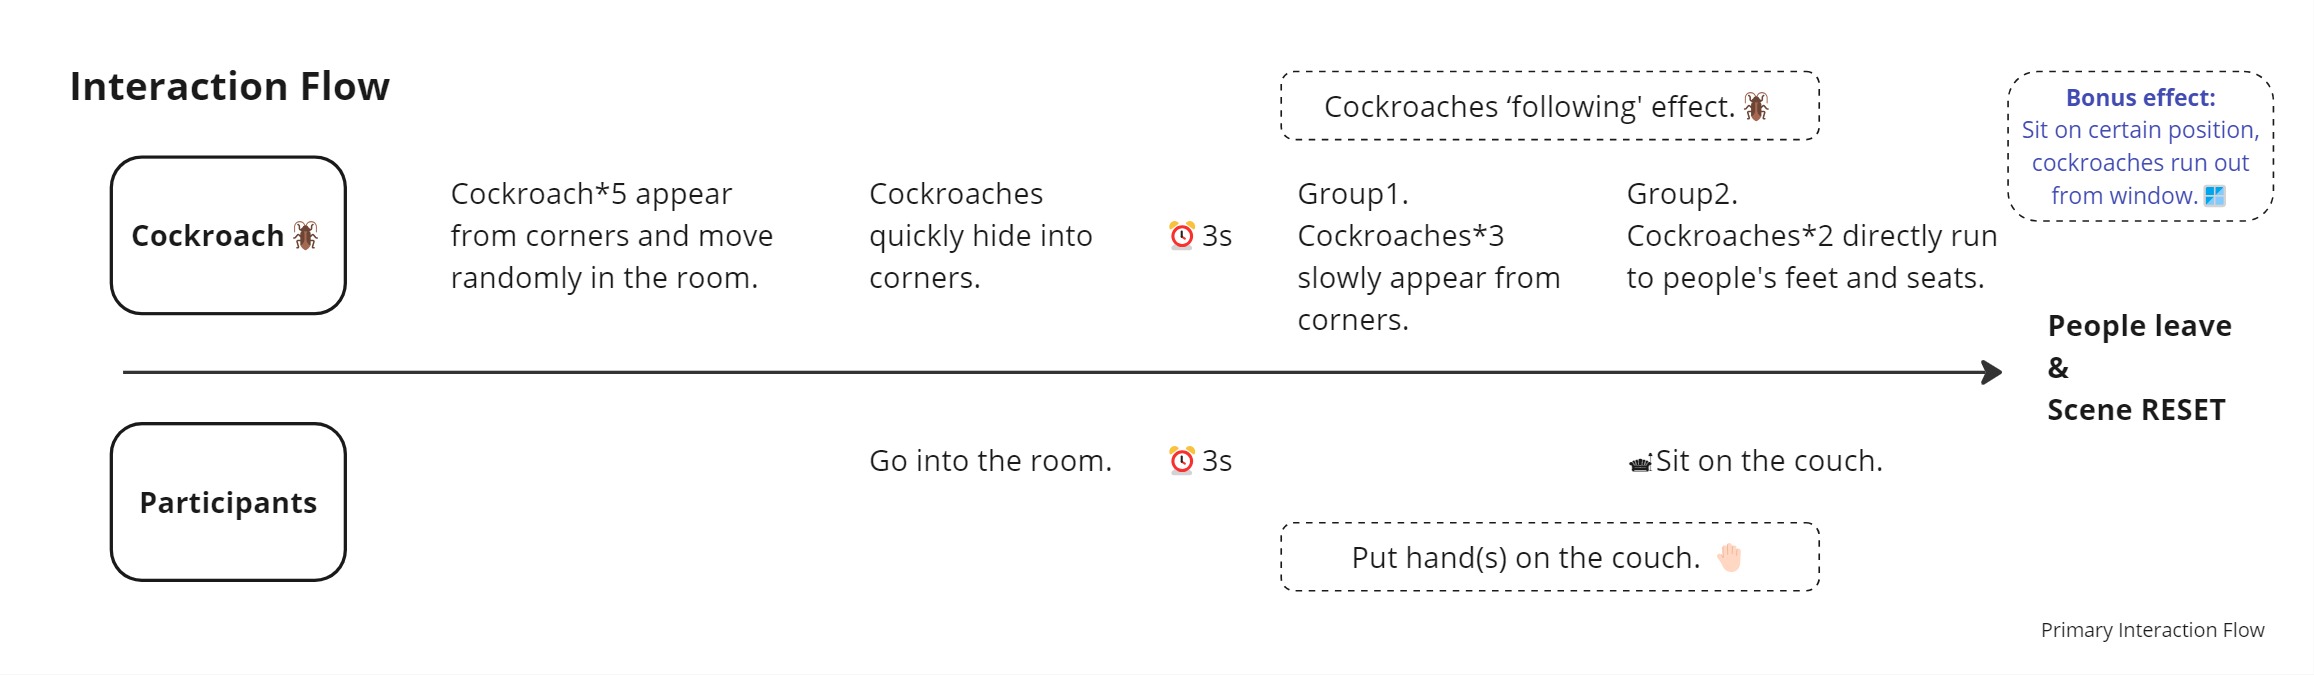 Interaction Flow
Cockroaches ‘following' effect. 🪳
Bonus effect:
Sit on certain position,
cockroaches run out
from window. 🪟
Cockroach 🪳
Cockroach*5 appear
from corners and move
randomly in the room.
Cockroaches
quickly hide into
corners.
⏰ 3s
Group1.
Cockroaches*3
slowly appear from
corners.
Group2.
Cockroaches*2 directly run
to people's feet and seats.
People leave
&
Scene RESET
Participants
Go into the room.
⏰ 3s
🛋Sit on the couch.
Put hand(s) on the couch. 🤚🏻
Primary Interaction Flow